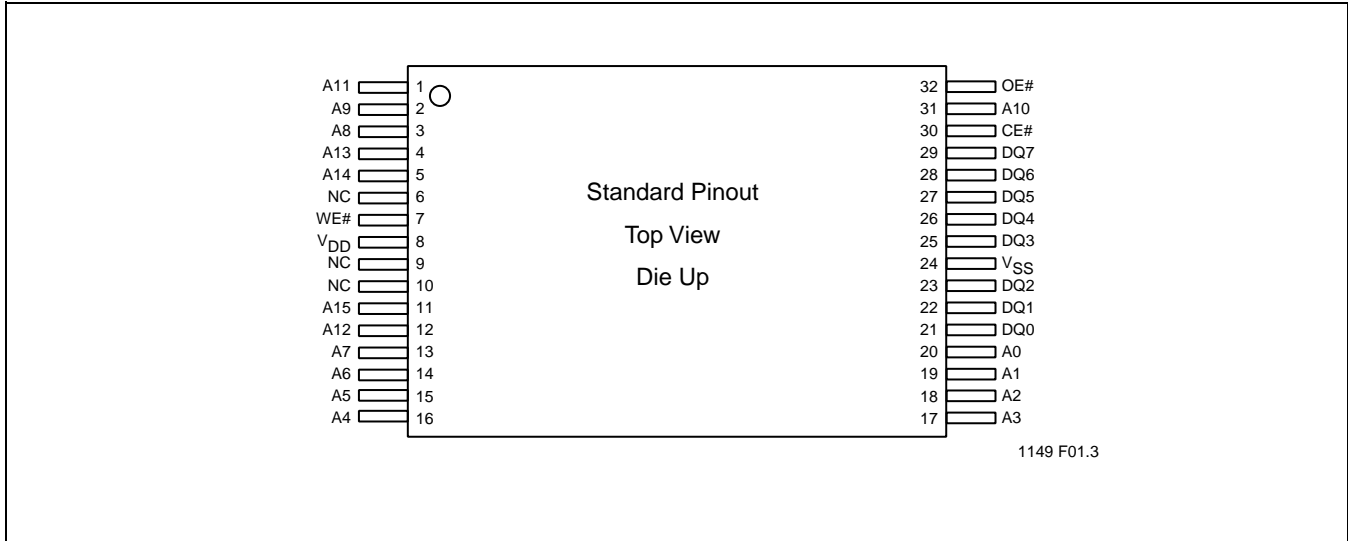 A11 1 32 OE#
A9 2 31 A10
A8 3 30 CE#
A13 4 29 DQ7
A14 5 28 DQ6
NC 6 27 DQ5
WE# 7 26 DQ4
VDD 8 25 DQ3
NC 9 24 VSS
NC 10 23 DQ2
A15 11 22 DQ1
A12 12 21 DQ0
A7 13 20 A0
A6 14 19 A1
A5 15 18 A2
A4 16 17 A3
Standard Pinout
Top View
Die Up
1149 F01.3